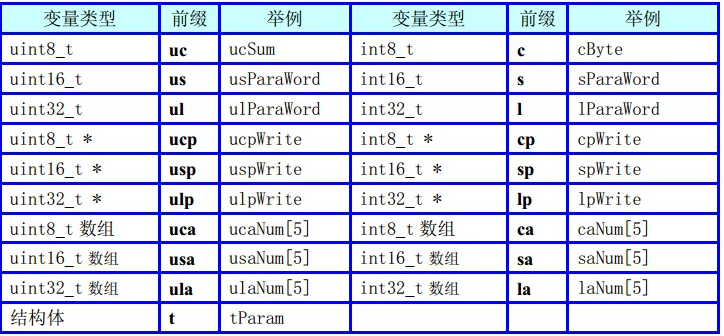 变量类型 前缀 举例 变量类型 前缀 举例
uint8_t uc ucSum int8_t c cByte
uint16_t us usParaWord int16_t s sParaWord
uint32_t ul ulParaWord int32_t l lParaWord
uint8_t * ucp ucpWrite int8_t * cp cpWrite
uint16_t * usp uspWrite int16_t * sp spWrite
uint32_t * ulp ulpWrite int32_t * lp lpWrite
uint8_t 数组 uca ucaNum[5] int8_t 数组 ca caNum[5]
uint16_t 数组 usa usaNum[5] int16_t 数组 sa saNum[5]
uint32_t 数组 ula ulaNum[5] int32_t 数组 la laNum[5]
结构体 t tParam